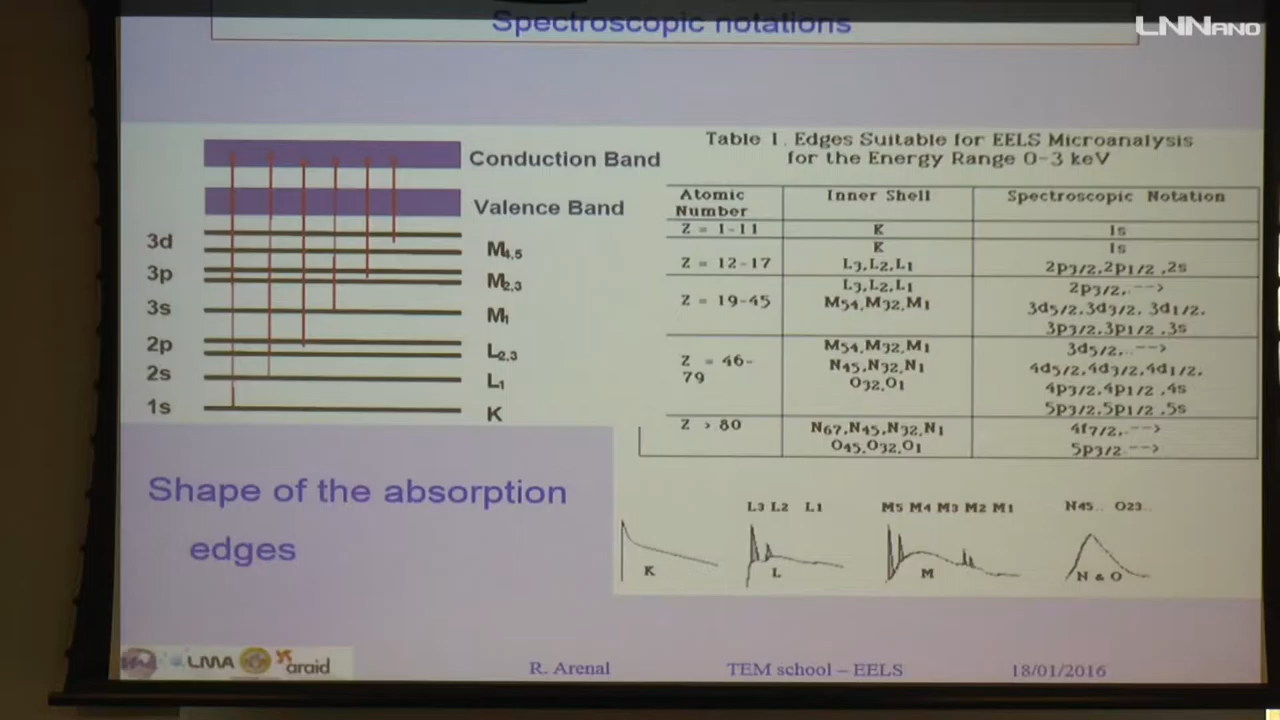 Spectroscopic notations
LNNANO
Conduction Band
Valence Band
3d
M4,5
3p
M2,3
3s
M1
2p
L2,3
2s
L1
1s
K
Table 1. Edges Suitable for EELS Microanalysis
for the Energy Range 0-3 keV
Atomic Number
Inner Shell
Spectroscopic Notation
Z = 1-11
K
1s
K
1s
Z = 12-17
L3,L2,L1
2p3/2,2p1/2 ,2s
L3,L2,L1
2p3/2,--->
Z = 19-45
M54,M32,M1
3d5/2,3d3/2, 3d1/2,
3p3/2,3p1/2 ,3s
M54,M32,M1
3d5/2,..-->
Z = 46-
79
N45,N32,N1
4d5/2,4d3/2,4d1/2,
O32,O1
4p3/2,4p1/2 ,4s
5p3/2,5p1/2 ,5s
Z > 80
N67,N45,N32,N1
4f7/2,--->
O45,O32,O1
5p3/2 --->
Shape of the absorption
edges
L3 L2 L1
M5 M4 M3 M2 M1
N45.. O23..
K
L
M
N & O
LMA
araid
R. Arenal
TEM school – EELS
18/01/2016